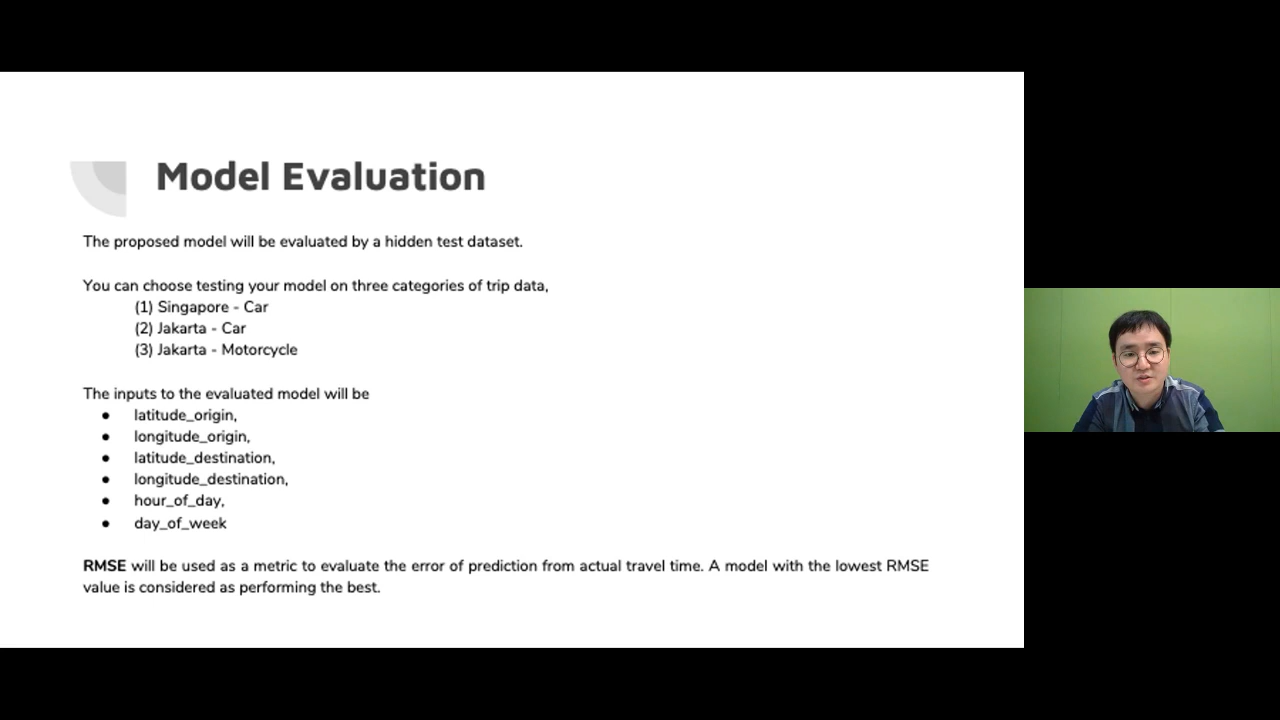 Model Evaluation
The proposed model will be evaluated by a hidden test dataset.
You can choose testing your model on three categories of trip data,
(1) Singapore - Car
(2) Jakarta - Car
(3) Jakarta - Motorcycle
The inputs to the evaluated model will be
● latitude_origin,
● longitude_origin,
● latitude_destination,
● longitude_destination,
● hour_of_day,
● day_of_week
RMSE will be used as a metric to evaluate the error of prediction from actual travel time. A model with the lowest RMSE
value is considered as performing the best.